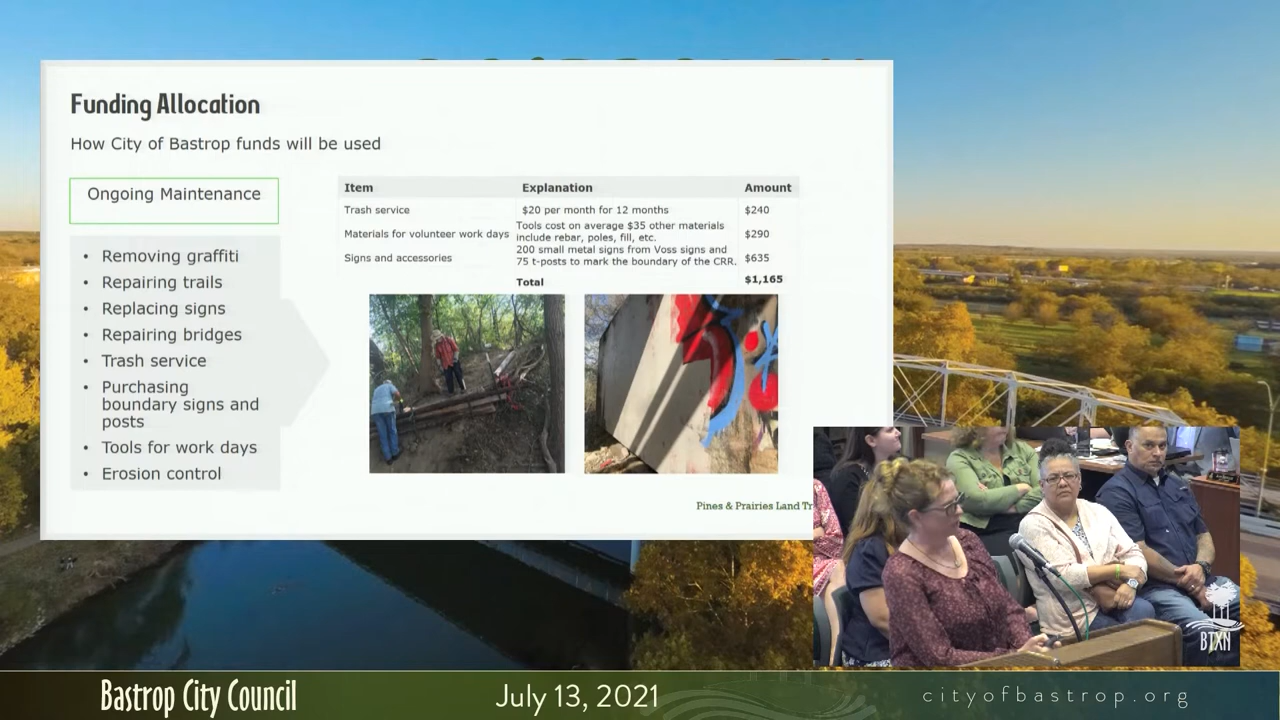 Funding Allocation
How City of Bastrop funds will be used
Ongoing Maintenance
• Removing graffiti
• Repairing trails
• Replacing signs
• Repairing bridges
• Trash service
• Purchasing
boundary signs and
posts
• Tools for work days
• Erosion control
Item Explanation Amount
Trash service $20 per month for 12 months $240
Tools cost on average $35 other materials
Materials for volunteer work days include rebar, poles, fill, etc. $290
200 small metal signs from Voss signs and
Signs and accessories 75 t-posts to mark the boundary of the CRR. $635
Total $1,165
Pines & Prairies Land Tr
BTXN
Bastrop City Council July 13, 2021 cityofbastrop.org